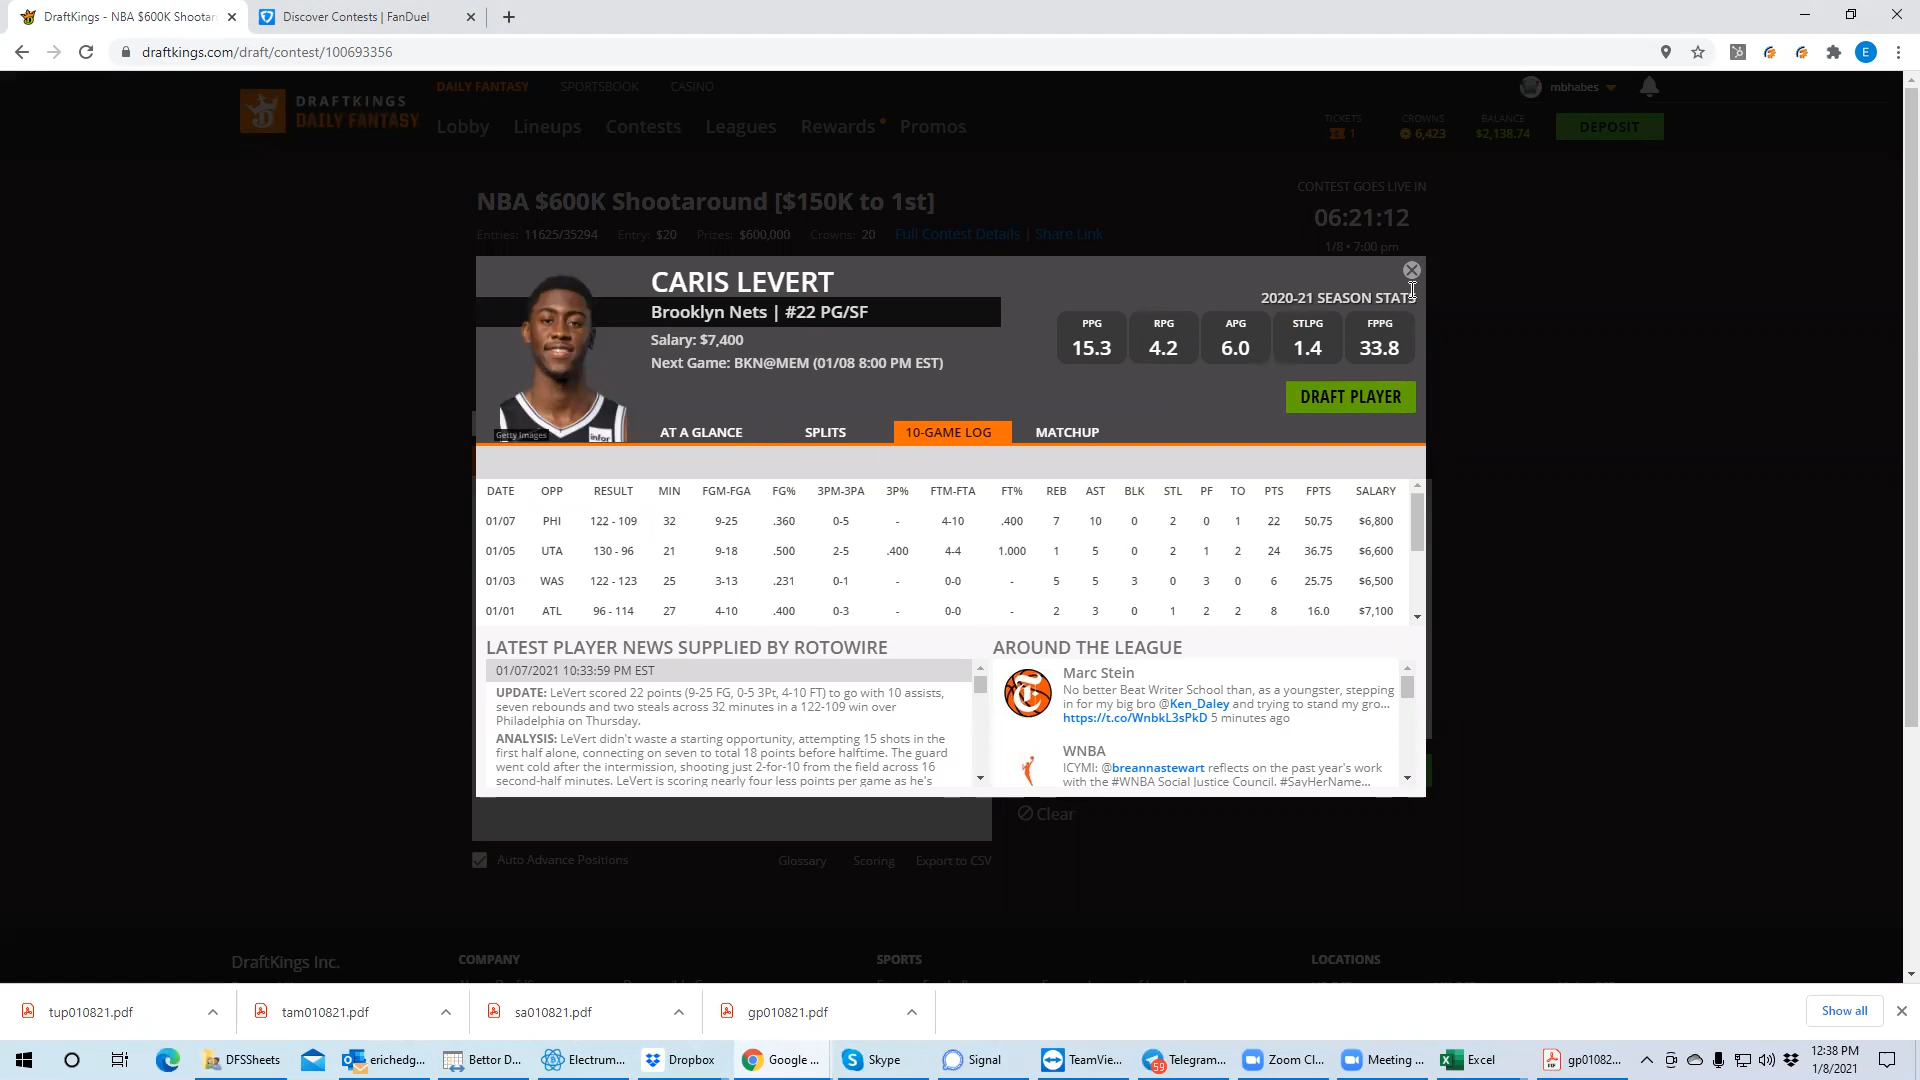 DraftKings - NBA $600K Shootaro
Discover Contests | FanDuel
draftkings.com/draft/contest/100693356
E
DAILY FANTASY SPORTSBOOK CASINO
mbhabes
DRAFTKINGS
DAILY FANTASY
Lobby Lineups Contests Leagues Rewards Promos
TICKETS CROWNS BALANCE
1 6,423 $2,138.74
DEPOSIT
NBA $600K Shootaround [$150K to 1st]
CONTEST GOES LIVE IN
06:21:12
Entries: 11625/35294 Entry: $20 Prizes: $600,000 Crowns: 20 Full Contest Details | Share Link
1/8 • 7:00 pm
CARIS LEVERT
Brooklyn Nets | #22 PG/SF
Salary: $7,400
Next Game: BKN@MEM (01/08 8:00 PM EST)
2020-21 SEASON STATS
PPG RPG APG STLPG FPPG
15.3 4.2 6.0 1.4 33.8
DRAFT PLAYER
Getty Images
infor
AT A GLANCE SPLITS 10-GAME LOG MATCHUP
DATE OPP RESULT MIN FGM-FGA FG% 3PM-3PA 3P% FTM-FTA FT% REB AST BLK STL PF TO PTS FPTS SALARY
01/07 PHI 122 - 109 32 9-25 .360 0-5 - 4-10 .400 7 10 0 2 0 1 22 50.75 $6,800
01/05 UTA 130 - 96 21 9-18 .500 2-5 .400 4-4 1.000 1 5 0 2 1 2 24 36.75 $6,600
01/03 WAS 122 - 123 25 3-13 .231 0-1 - 0-0 - 5 5 3 0 3 0 6 25.75 $6,500
01/01 ATL 96 - 114 27 4-10 .400 0-3 - 0-0 - 2 3 0 1 2 2 8 16.0 $7,100
LATEST PLAYER NEWS SUPPLIED BY ROTOWIRE
01/07/2021 10:33:59 PM EST
UPDATE: LeVert scored 22 points (9-25 FG, 0-5 3Pt, 4-10 FT) to go with 10 assists,
seven rebounds and two steals across 32 minutes in a 122-109 win over
Philadelphia on Thursday.
ANALYSIS: LeVert didn't waste a starting opportunity, attempting 15 shots in the
first half alone, connecting on seven to total 18 points before halftime. The guard
went cold after the intermission, shooting just 2-for-10 from the field across 16
second-half minutes. LeVert is scoring nearly four less points per game as he's
AROUND THE LEAGUE
Marc Stein
No better Beat Writer School than, as a youngster, stepping
in for my big bro @Ken_Daley and trying to stand my gro...
https://t.co/WnbkL3sPkD 5 minutes ago
WNBA
ICYMI: @breannastewart reflects on the past year's work
with the #WNBA Social Justice Council. #SayHerName...
Clear
Auto Advance Positions Glossary Scoring Export to CSV
DraftKings Inc. COMPANY SPORTS LOCATIONS
tup010821.pdf tam010821.pdf sa010821.pdf gp010821.pdf Show all
DFSSheets erichedg... Bettor D... Electrum... Dropbox Google ... Skype Signal TeamVie... Telegram... 59 Zoom Cl... Meeting ... Excel gp01082...
12:38 PM
1/8/2021